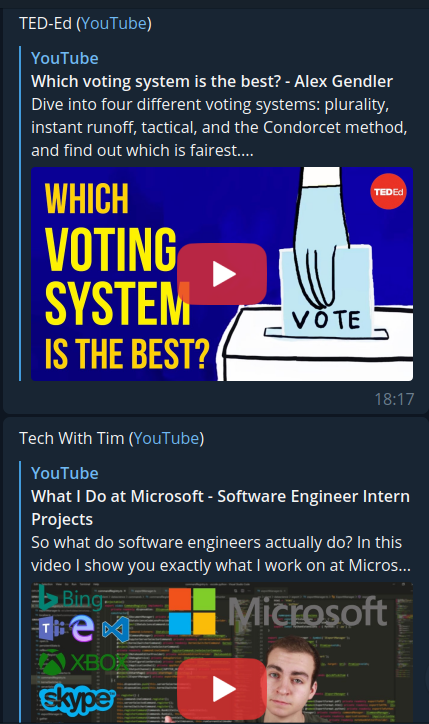 TED-Ed (YouTube)
YouTube
Which voting system is the best? - Alex Gendler
Dive into four different voting systems: plurality,
instant runoff, tactical, and the Condorcet method,
and find out which is fairest....
WHICH
VOTING
SYSTEM
IS THE BEST?
TEDEd
VOTE
18:17
Tech With Tim (YouTube)
YouTube
What I Do at Microsoft - Software Engineer Intern
Projects
So what do software engineers actually do? In this
video I show you exactly what I work on at Micros...
Bing
Microsoft
XBOX
skype